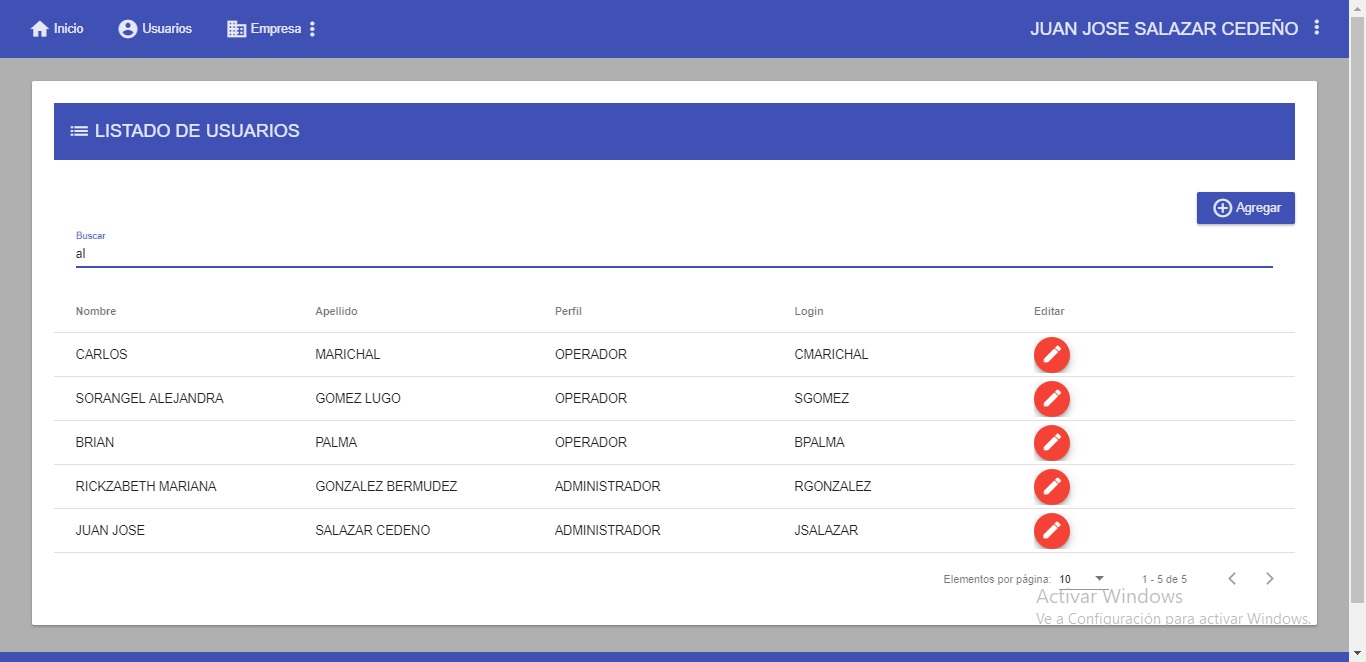 Inicio Usuarios Empresa JUAN JOSE SALAZAR CEDEÑO
LISTADO DE USUARIOS
Agregar
Buscar
al
Nombre Apellido Perfil Login Editar
CARLOS MARICHAL OPERADOR CMARICHAL
SORANGEL ALEJANDRA GOMEZ LUGO OPERADOR SGOMEZ
BRIAN PALMA OPERADOR BPALMA
RICKZABETH MARIANA GONZALEZ BERMUDEZ ADMINISTRADOR RGONZALEZ
JUAN JOSE SALAZAR CEDENO ADMINISTRADOR JSALAZAR
Elementos por página: 10 1 - 5 de 5
Activar Windows
Ve a Configuración para activar Windows.